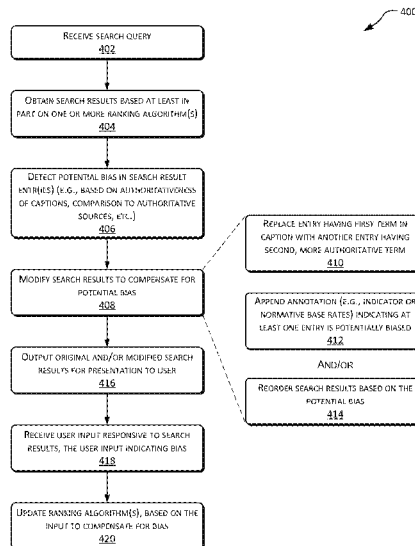 400
RECEIVE SEARCH QUERY
402
OBTAIN SEARCH RESULTS BASED AT LEAST IN
PART ON ONE OR MORE RANKING ALGORITHM(S)
404
DETECT POTENTIAL BIAS IN SEARCH RESULT
ENTRY(IES) (E.G., BASED ON AUTHORITATIVENESS
OF CAPTIONS, COMPARISON TO AUTHORITATIVE
SOURCES, ETC.)
406
MODIFY SEARCH RESULTS TO COMPENSATE FOR
POTENTIAL BIAS
408
REPLACE ENTRY HAVING FIRST TERM IN
CAPTION WITH ANOTHER ENTRY HAVING
SECOND, MORE AUTHORITATIVE TERM
410
APPEND ANNOTATION (E.G., INDICATOR OR
NORMATIVE BASE RATES) INDICATING AT
LEAST ONE ENTRY IS POTENTIALLY BIASED
412
AND/OR
REORDER SEARCH RESULTS BASED ON THE
POTENTIAL BIAS
414
OUTPUT ORIGINAL AND/OR MODIFIED SEARCH
RESULTS FOR PRESENTATION TO USER
416
RECEIVE USER INPUT RESPONSIVE TO SEARCH
RESULTS, THE USER INPUT INDICATING BIAS
418
UPDATE RANKING ALGORITHM(S), BASED ON THE
INPUT TO COMPENSATE FOR BIAS
420